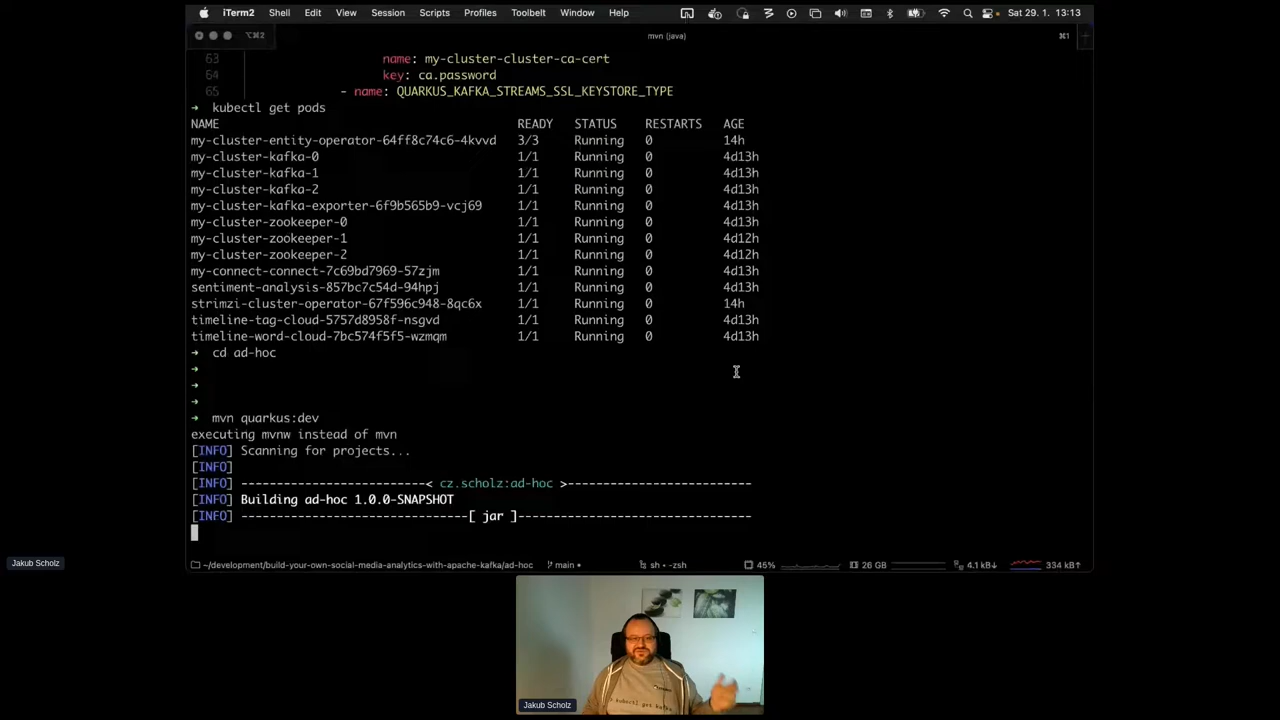 iTerm2 Shell Edit View Session Scripts Profiles Toolbelt Window Help Sat 29. 1. 13:13
⌥⌘2 mvn (java) ⌘1
63 name: my-cluster-cluster-ca-cert
64 key: ca.password
65 - name: QUARKUS_KAFKA_STREAMS_SSL_KEYSTORE_TYPE
➜ kubectl get pods
NAME READY STATUS RESTARTS AGE
my-cluster-entity-operator-64ff8c74c6-4kvvd 3/3 Running 0 14h
my-cluster-kafka-0 1/1 Running 0 4d13h
my-cluster-kafka-1 1/1 Running 0 4d13h
my-cluster-kafka-2 1/1 Running 0 4d13h
my-cluster-kafka-exporter-6f9b565b9-vcj69 1/1 Running 0 4d13h
my-cluster-zookeeper-0 1/1 Running 0 4d13h
my-cluster-zookeeper-1 1/1 Running 0 4d12h
my-cluster-zookeeper-2 1/1 Running 0 4d12h
my-connect-connect-7c69bd7969-57zjm 1/1 Running 0 4d13h
sentiment-analysis-857bc7c54d-94hpj 1/1 Running 0 4d13h
strimzi-cluster-operator-67f596c948-8qc6x 1/1 Running 0 14h
timeline-tag-cloud-5757d8958f-nsgvd 1/1 Running 0 4d13h
timeline-word-cloud-7bc574f5f5-wzmqm 1/1 Running 0 4d13h
➜ cd ad-hoc
➜
➜
➜
➜ mvn quarkus:dev
executing mvnw instead of mvn
[INFO] Scanning for projects...
[INFO]
[INFO] --------------------------< cz.scholz:ad-hoc >---------------------------
[INFO] Building ad-hoc 1.0.0-SNAPSHOT
[INFO] --------------------------------[ jar ]---------------------------------
~/development/build-your-own-social-media-analytics-with-apache-kafka/ad-hoc main • sh • -zsh 45% 26 GB 4.1 kB↓ 334 kB↑
Jakub Scholz
kubectl get kafka
Jakub Scholz